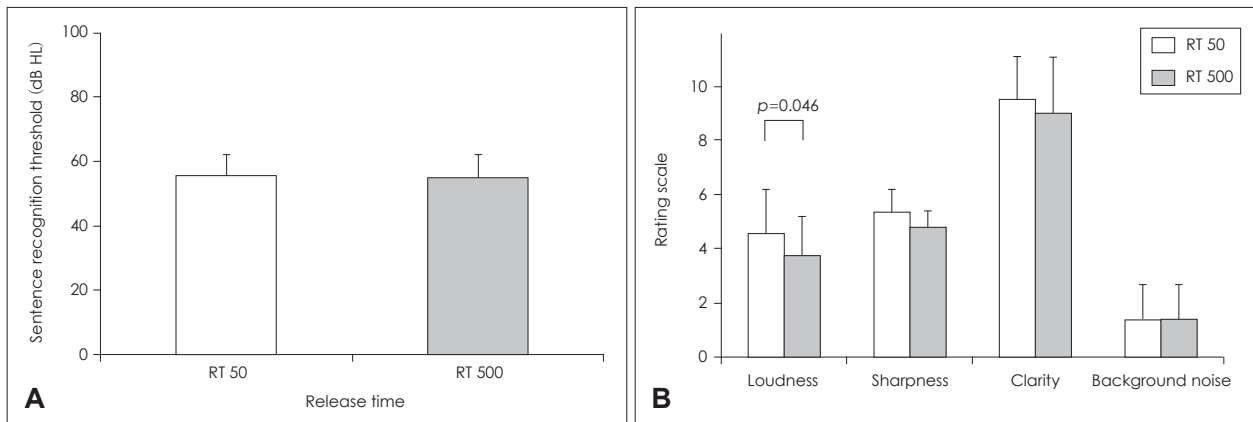 Sentence recognition threshold (dB HL)
100
80
60
40
20
0
RT 50
RT 500
Release time
A
Rating scale
10
8
6
4
2
0
p=0.046
RT 50
RT 500
Loudness
Sharpness
Clarity
Background noise
B